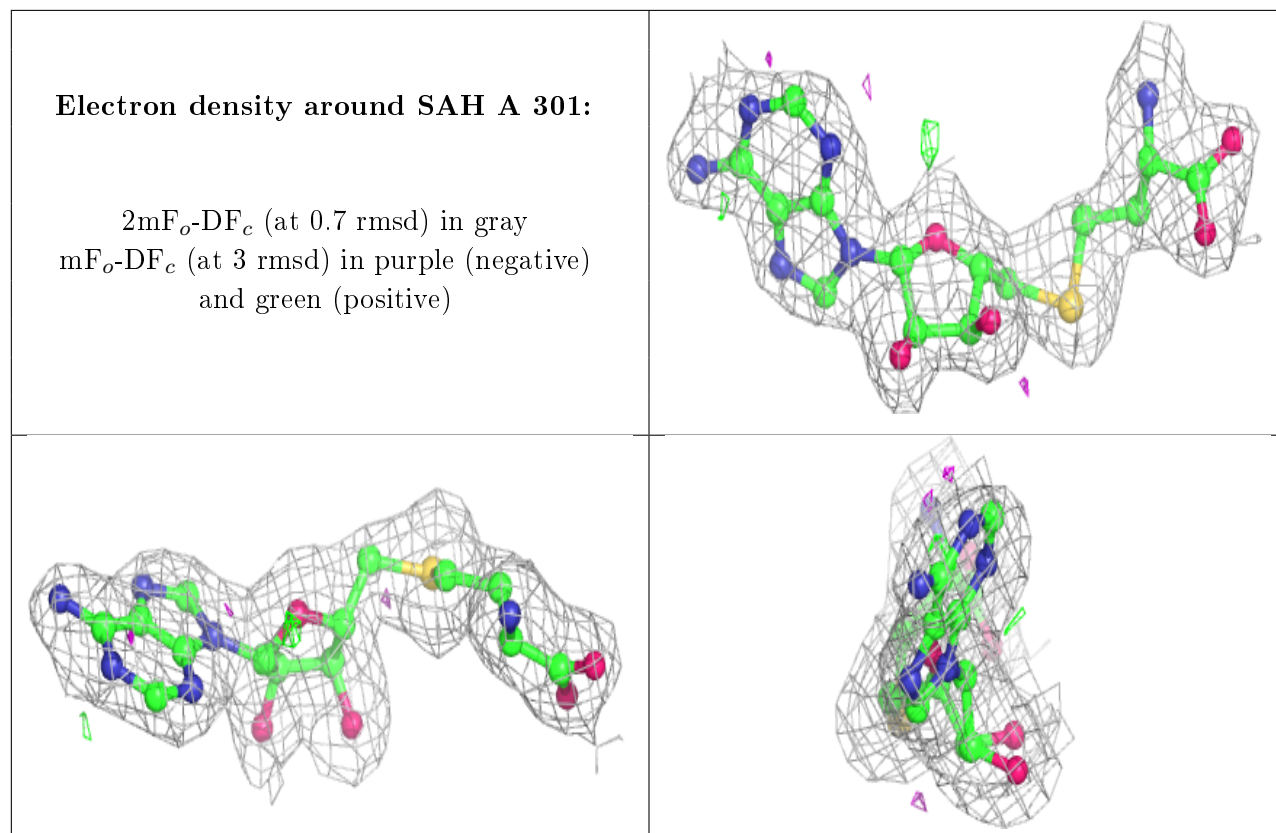 Electron density around SAH A 301:
2mFo-DFc (at 0.7 rmsd) in gray
mFo-DFc (at 3 rmsd) in purple (negative)
and green (positive)